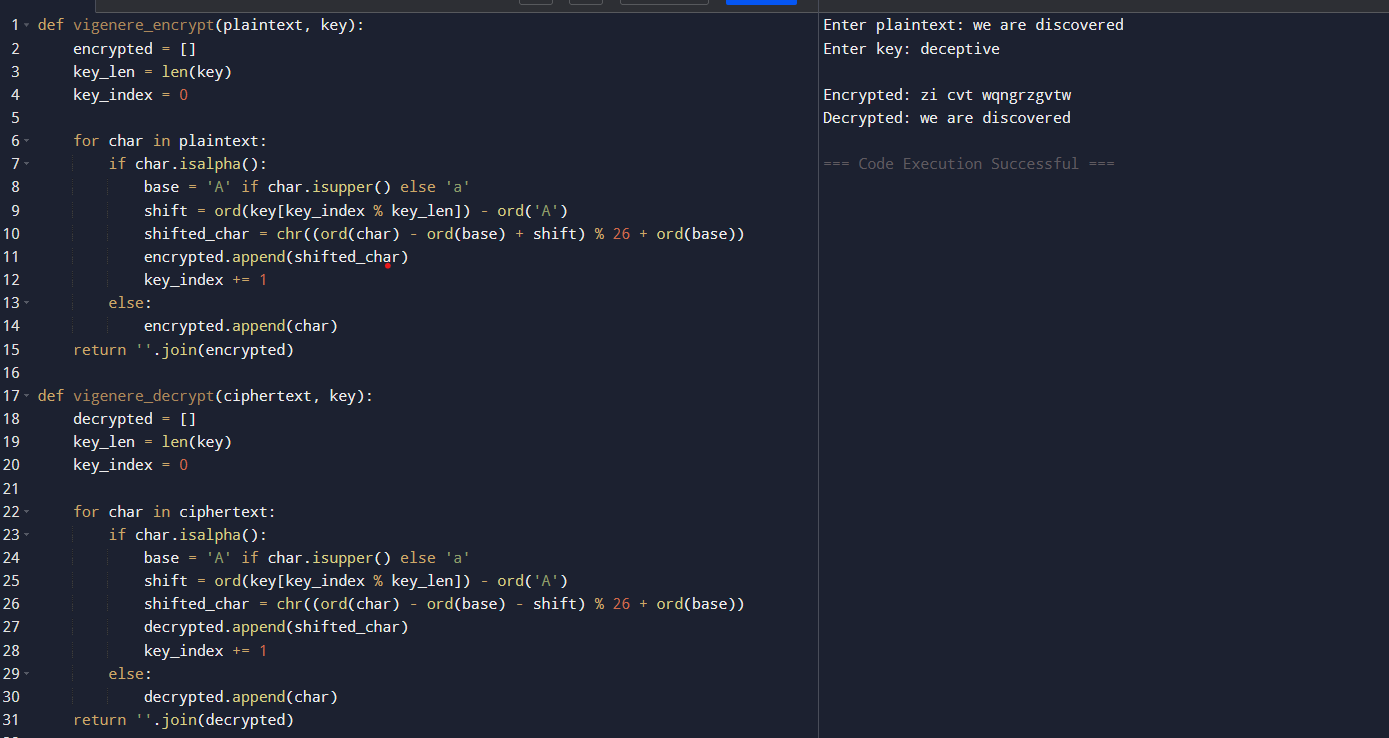 1 def vigenere_encrypt(plaintext, key):
2     encrypted = []
3     key_len = len(key)
4     key_index = 0
5
6     for char in plaintext:
7         if char.isalpha():
8             base = 'A' if char.isupper() else 'a'
9             shift = ord(key[key_index % key_len]) - ord('A')
10             shifted_char = chr((ord(char) - ord(base) + shift) % 26 + ord(base))
11             encrypted.append(shifted_char)
12             key_index += 1
13         else:
14             encrypted.append(char)
15     return ''.join(encrypted)
16
17 def vigenere_decrypt(ciphertext, key):
18     decrypted = []
19     key_len = len(key)
20     key_index = 0
21
22     for char in ciphertext:
23         if char.isalpha():
24             base = 'A' if char.isupper() else 'a'
25             shift = ord(key[key_index % key_len]) - ord('A')
26             shifted_char = chr((ord(char) - ord(base) - shift) % 26 + ord(base))
27             decrypted.append(shifted_char)
28             key_index += 1
29         else:
30             decrypted.append(char)
31     return ''.join(decrypted)
Enter plaintext: we are discovered
Enter key: deceptive

Encrypted: zi cvt wqngrzgvtw
Decrypted: we are discovered

=== Code Execution Successful ===